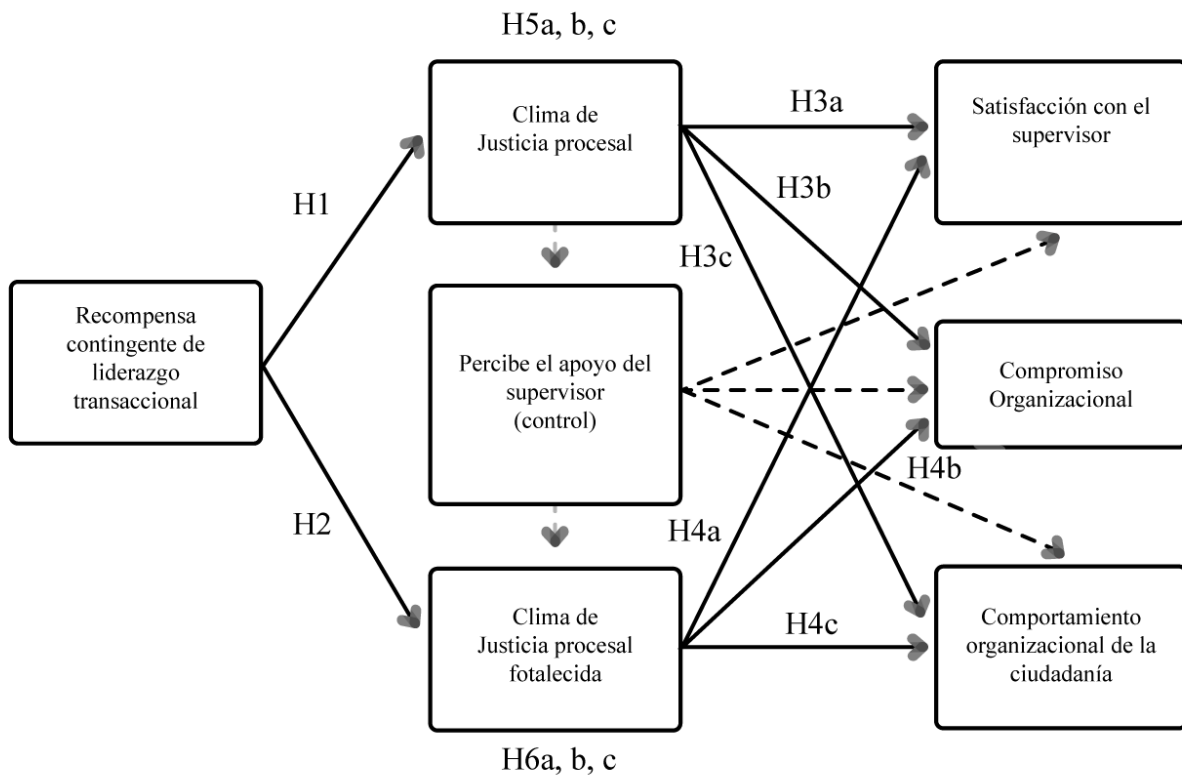 H5a, b, c
Clima de
Justicia procesal
H3a
Satisfacción con el
supervisor
H1
H3b
H3c
Recompensa
contingente de
liderazgo
transaccional
Percibe el apoyo del
supervisor
(control)
Compromiso
Organizacional
H2
H4a
H4b
Clima de
Justicia procesal
fotalecida
H4c
Comportamiento
organizacional de la
ciudadanía
H6a, b, c